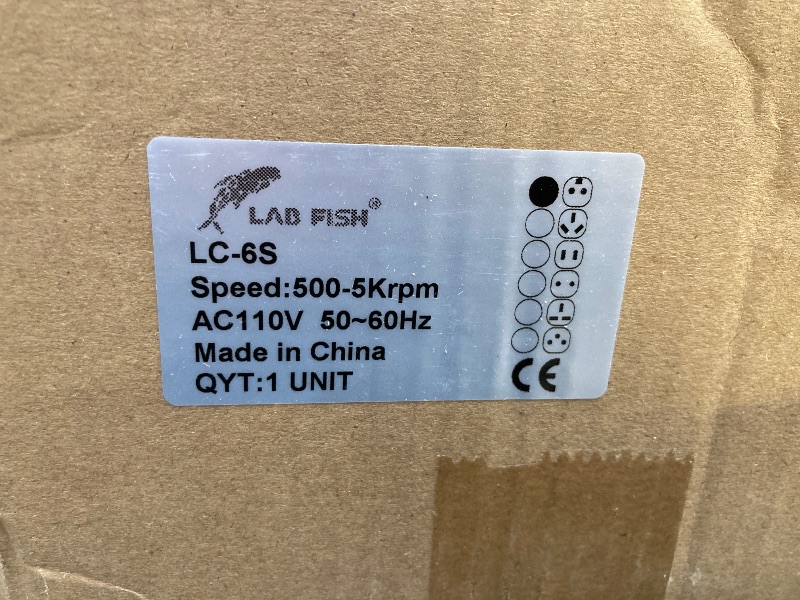 LAB FISH®
LC-6S
Speed:500-5Krpm
AC110V 50~60Hz
Made in China
QYT:1 UNIT
CE